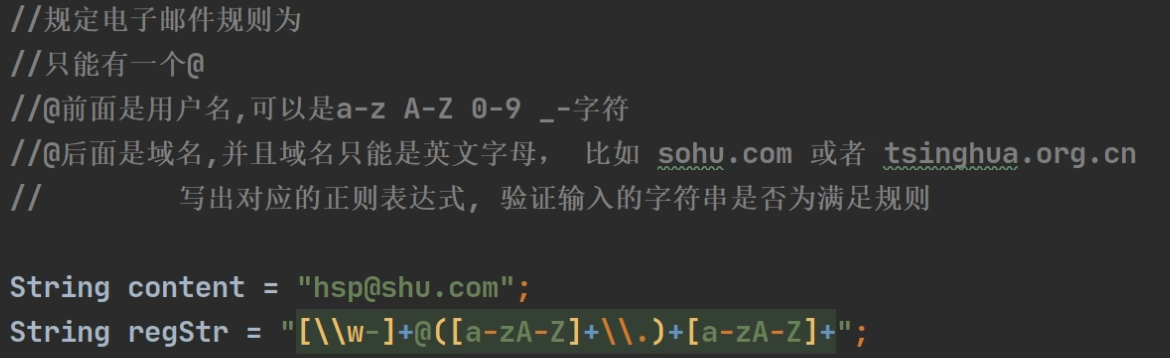 //规定电子邮件规则为
//只能有一个@
//@前面是用户名,可以是a-z A-Z 0-9 _-字符
//@后面是域名,并且域名只能是英文字母， 比如 sohu.com 或者 tsinghua.org.cn
// 写出对应的正则表达式, 验证输入的字符串是否为满足规则
String content = "hsp@shu.com";
String regStr = "[\\w-]+@([a-zA-Z]+\\.)+[a-zA-Z]+";